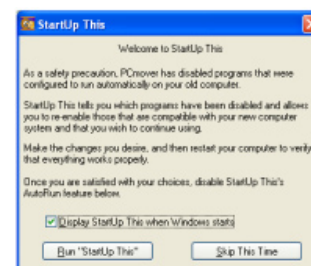 StartUp This
Welcome to StartUp This
As a safety precaution, PCmover has disabled programs that were
configured to run automatically on your old computer.
StartUp This tells you which programs have been disabled and allows
you to re-enable those that are compatible with your new computer
system and that you wish to continue using.
Make the changes you desire, and then restart your computer to verify
that everything works properly.
Once you are satisfied with your choices, disable StartUp This's
AutoRun feature below.
Display StartUp This when Windows starts
Run "StartUp This"
Skip This Time